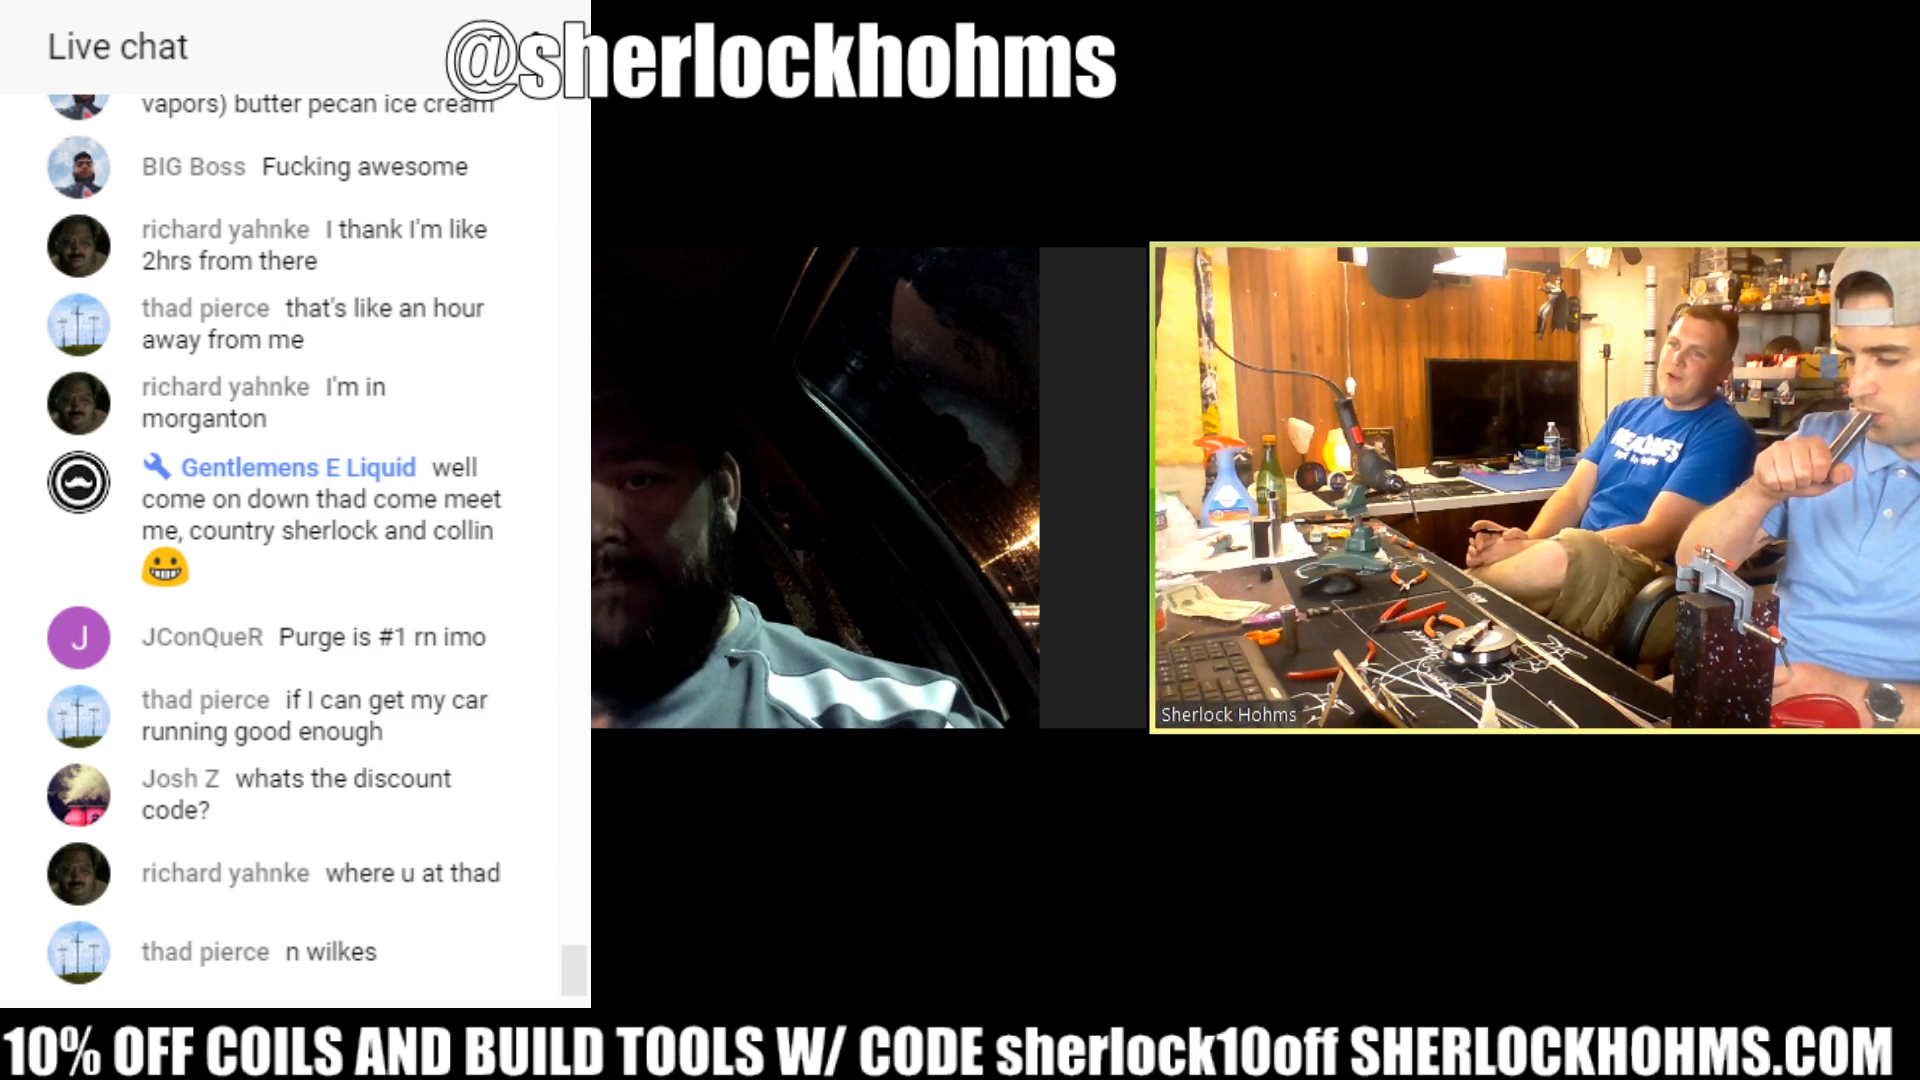 Live chat
@sherlockhohms
vapors) butter pecan ice cream
BIG Boss Fucking awesome
richard yahnke I thank I'm like
2hrs from there
thad pierce that's like an hour
away from me
richard yahnke I'm in
morganton
Gentlemens E Liquid well
come on down thad come meet
me, country sherlock and collin
J
JConQueR Purge is #1 rn imo
thad pierce if I can get my car
running good enough
Josh Z whats the discount
code?
richard yahnke where u at thad
thad pierce n wilkes
Sherlock Hohms
10% OFF COILS AND BUILD TOOLS W/ CODE sherlock10off SHERLOCKHOHMS.COM